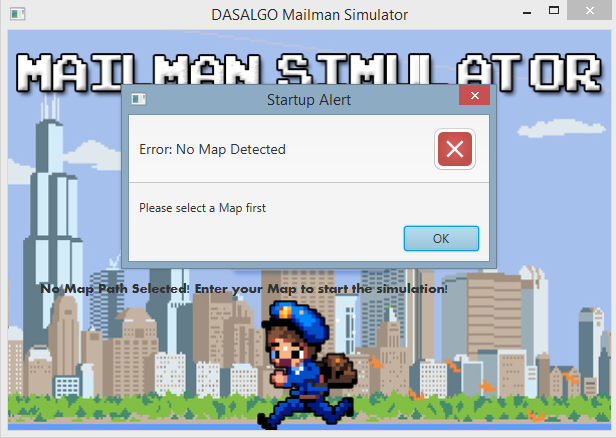 DASALGO Mailman Simulator
MAILMAN SIMULATOR
Startup Alert
Error: No Map Detected
Please select a Map first
OK
No Map Path Selected! Enter your Map to start the simulation!